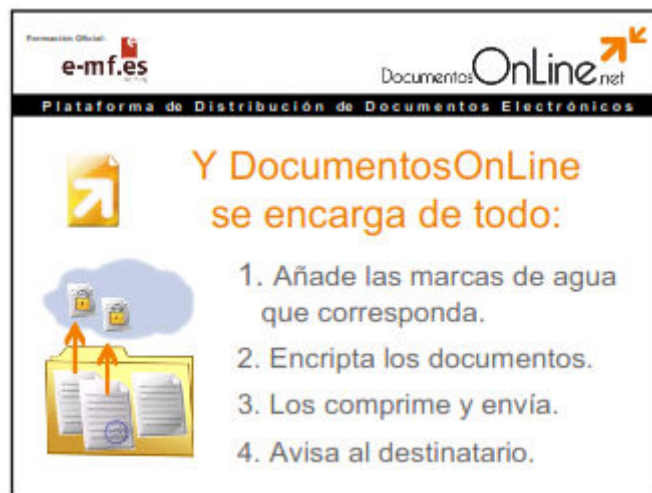 Formación Oficial:
e-mf.es
DocumentosOnLine.net
Plataforma de Distribución de Documentos Electrónicos
Y DocumentosOnLine
se encarga de todo:
1. Añade las marcas de agua
que corresponda.
2. Encripta los documentos.
3. Los comprime y envía.
4. Avisa al destinatario.